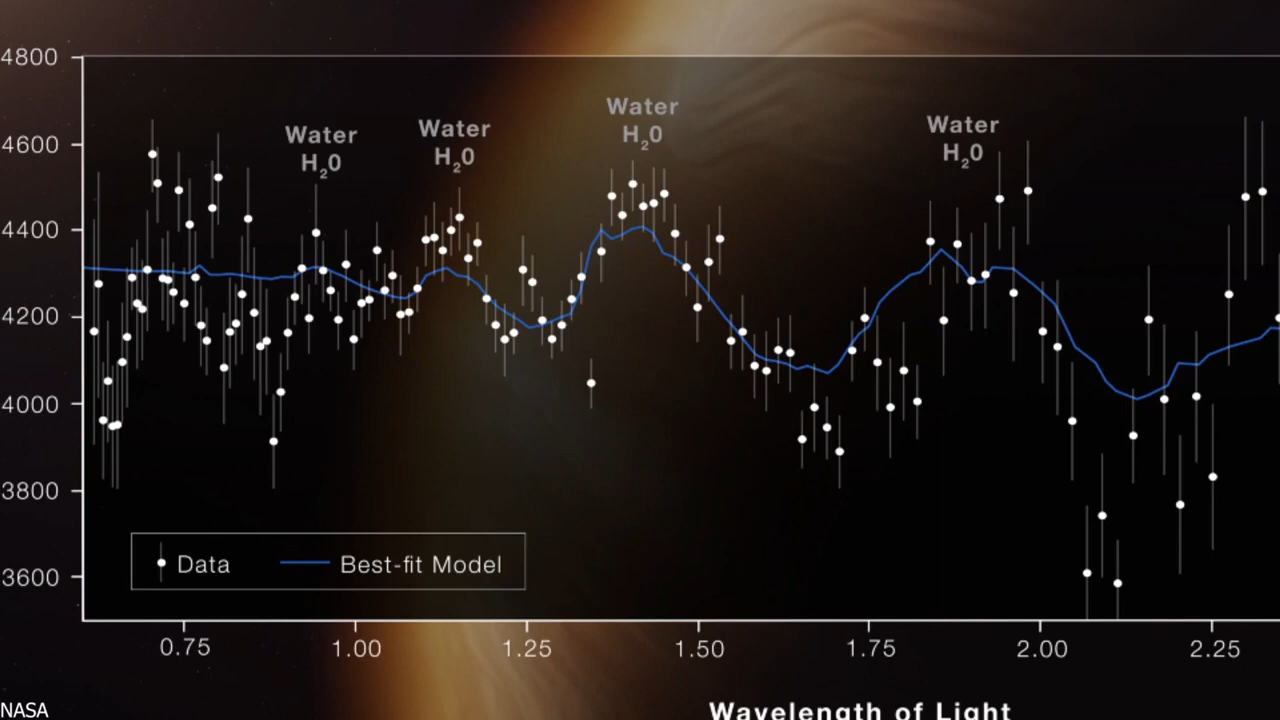 4800
4600
4400
4200
4000
3800
3600
Water
H₂0
Water
H₂0
Water
H₂0
Water
H₂0
Data
Best-fit Model
0.75 1.00 1.25 1.50 1.75 2.00 2.25
Wavelength of Light
NASA